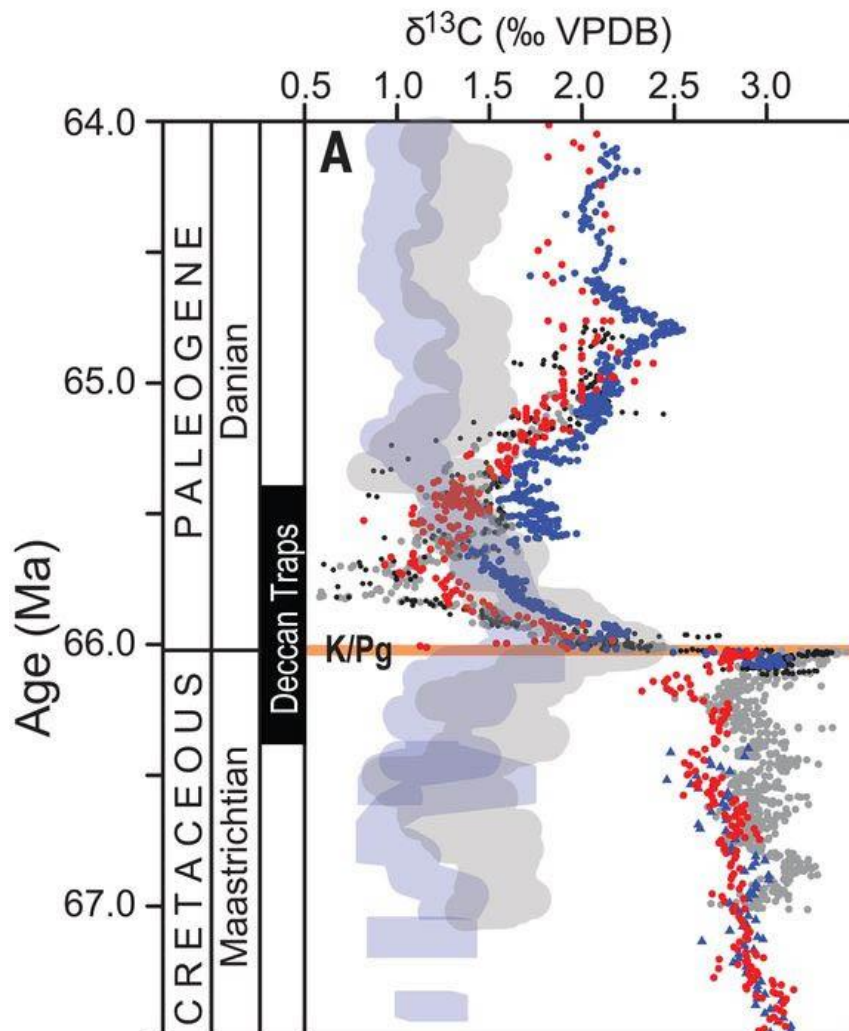 δ13C (‰ VPDB)
0.5 1.0 1.5 2.0 2.5 3.0
64.0
A
65.0
66.0
67.0
Age (Ma)
PALEOGENE
CRETACEOUS
Danian
Maastrichtian
Deccan Traps
K/Pg